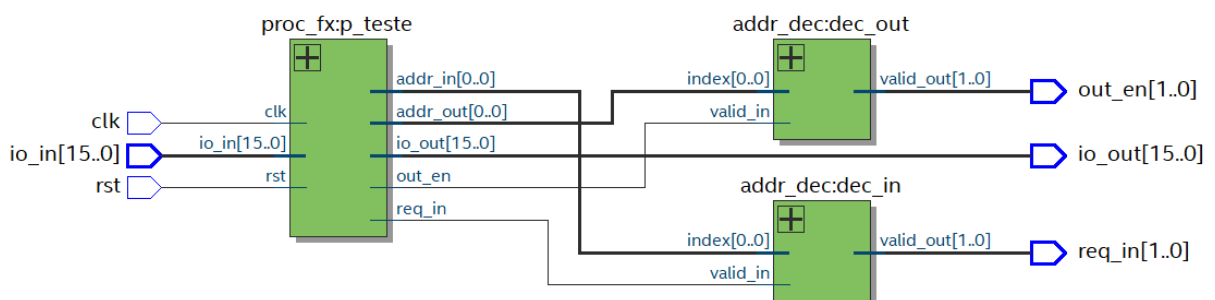 proc_fx:p_teste
addr_dec:dec_out
addr_in[0..0]
index[0..0]
valid_out[1..0]
out_en[1..0]
clk
clk
addr_out[0..0]
valid_in
io_in[15..0]
io_in[15..0]
io_out[15..0]
io_out[15..0]
rst
rst
out_en
addr_dec:dec_in
req_in
index[0..0]
valid_out[1..0]
req_in[1..0]
valid_in